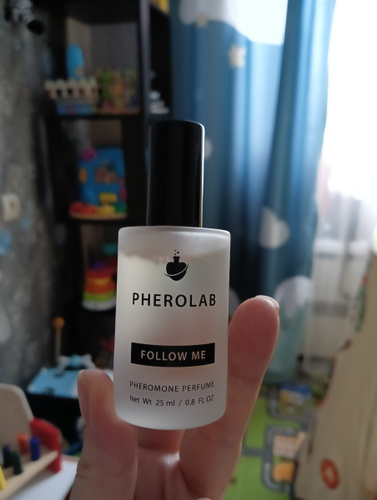 PHEROLAB
FOLLOW ME
PHEROMONE PERFUME
Net Wt 25 ml / 0.8 FL OZ